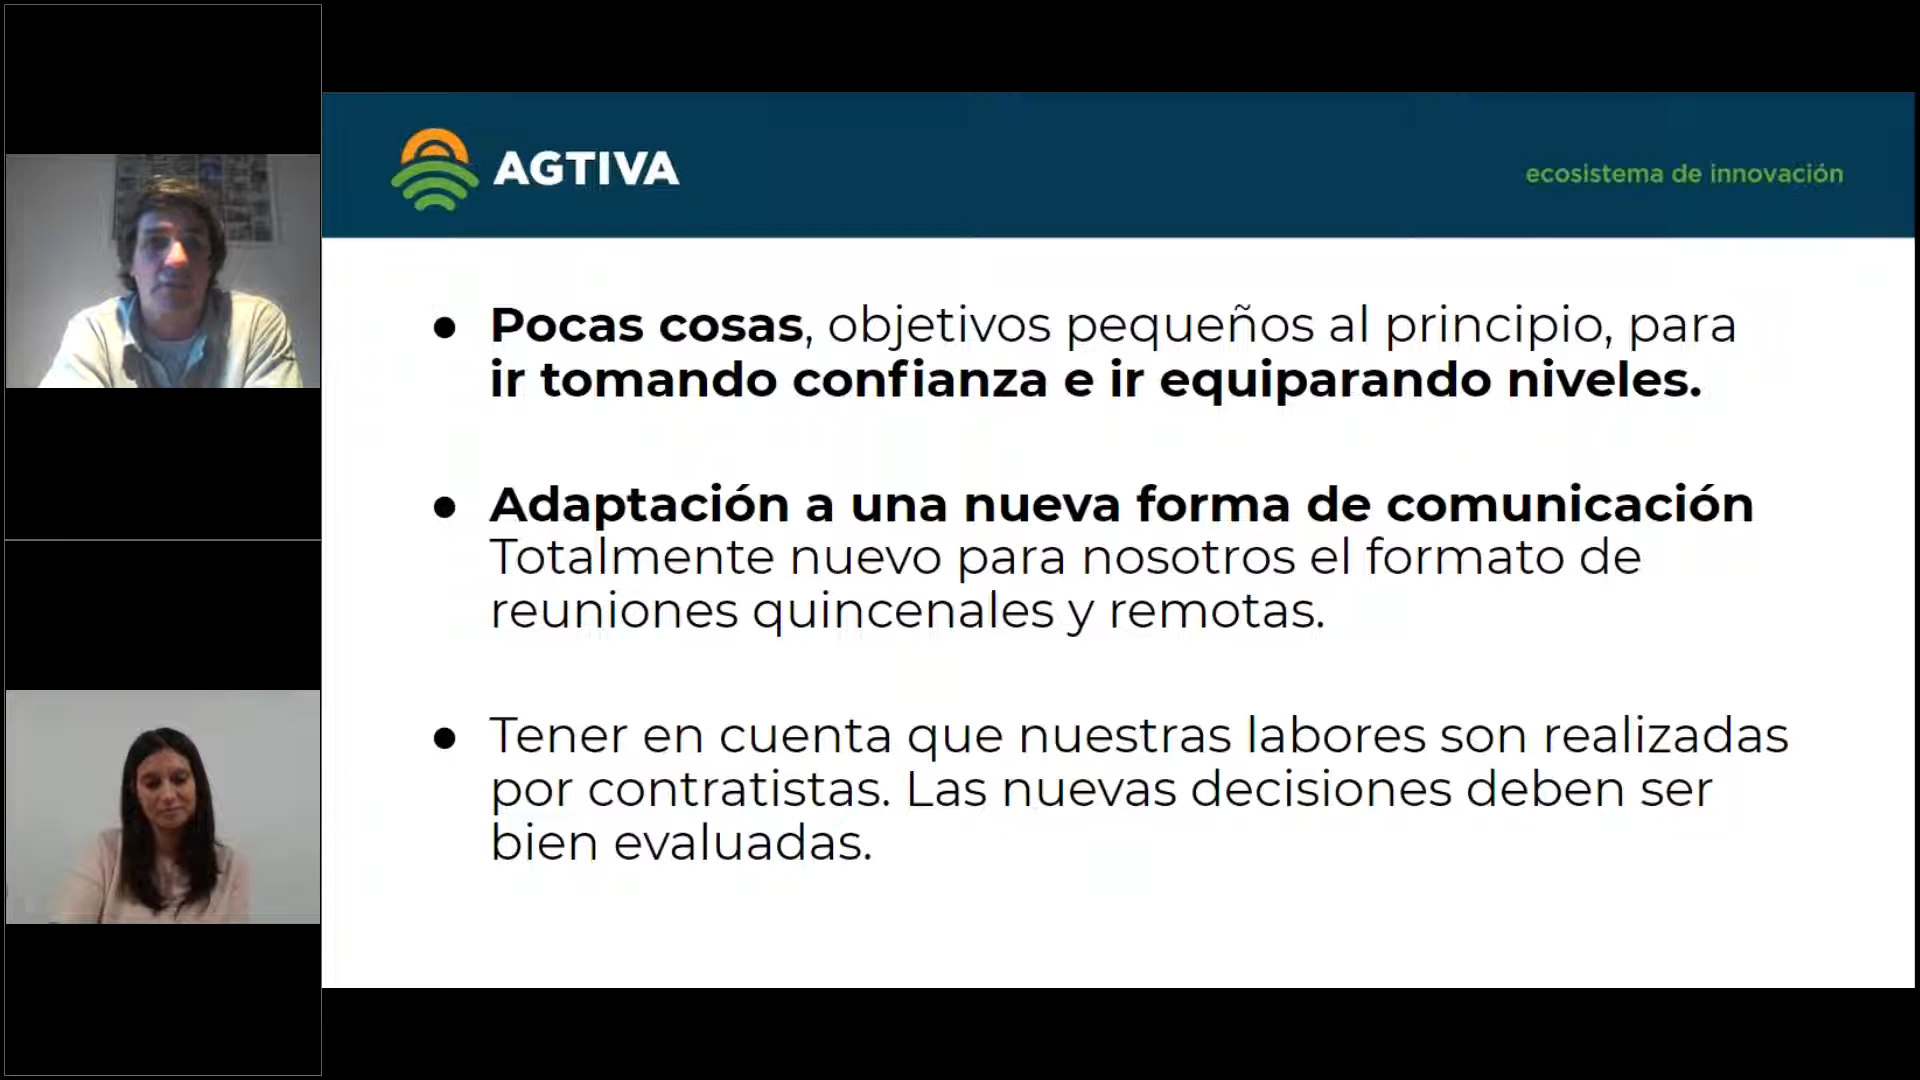 AGTIVA
ecosistema de innovación
● Pocas cosas, objetivos pequeños al principio, para
ir tomando confianza e ir equiparando niveles.
● Adaptación a una nueva forma de comunicación
Totalmente nuevo para nosotros el formato de
reuniones quincenales y remotas.
● Tener en cuenta que nuestras labores son realizadas
por contratistas. Las nuevas decisiones deben ser
bien evaluadas.